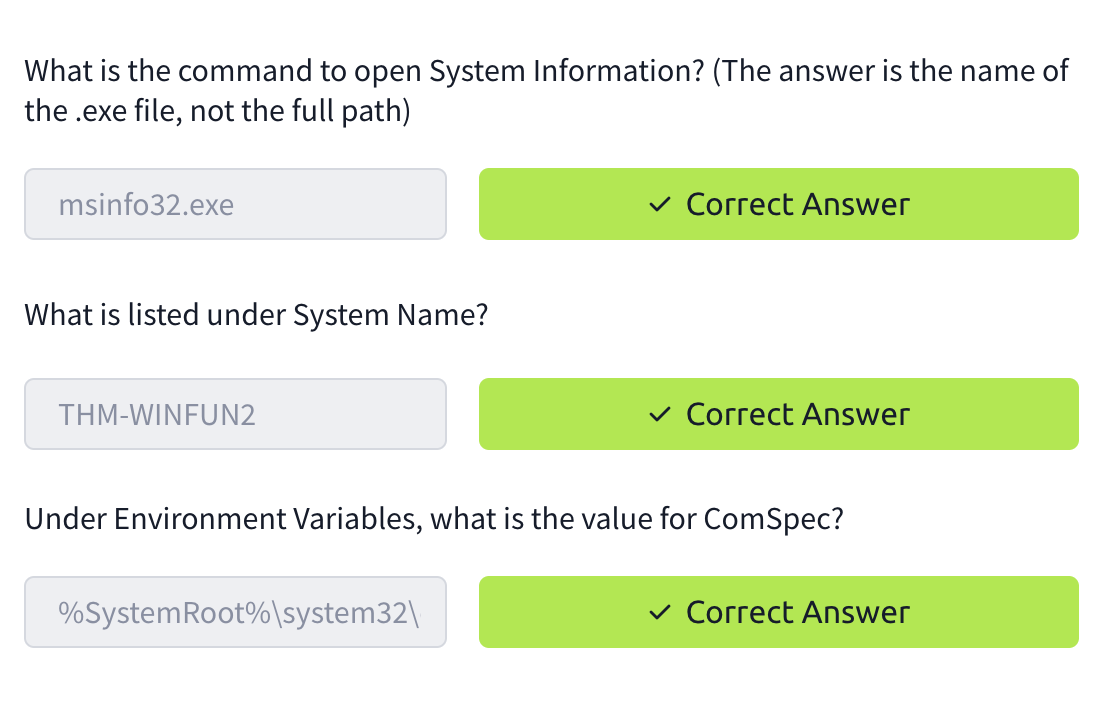 What is the command to open System Information? (The answer is the name of
the .exe file, not the full path)
msinfo32.exe
✓ Correct Answer
What is listed under System Name?
THM-WINFUN2
✓ Correct Answer
Under Environment Variables, what is the value for ComSpec?
%SystemRoot%\system32\
✓ Correct Answer